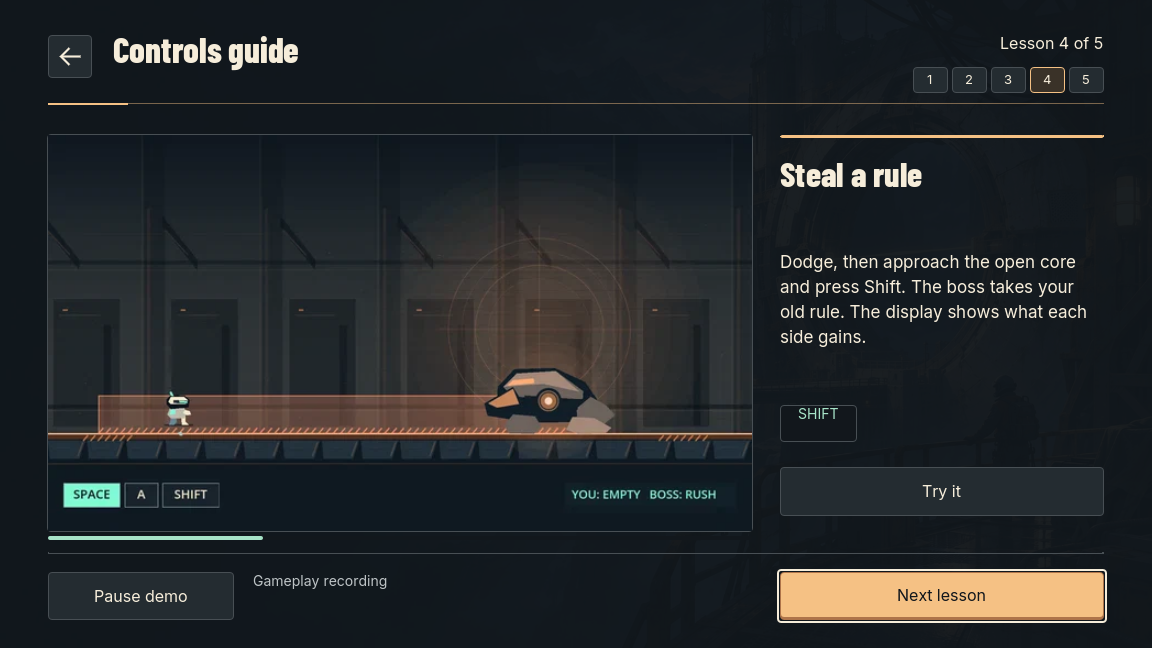 Controls guide
Lesson 4 of 5
1 2 3 4 5
Steal a rule
Dodge, then approach the open core
and press Shift. The boss takes your
old rule. The display shows what each
side gains.
SHIFT
SPACE A SHIFT
YOU: EMPTY BOSS: RUSH
Try it
Pause demo
Gameplay recording
Next lesson